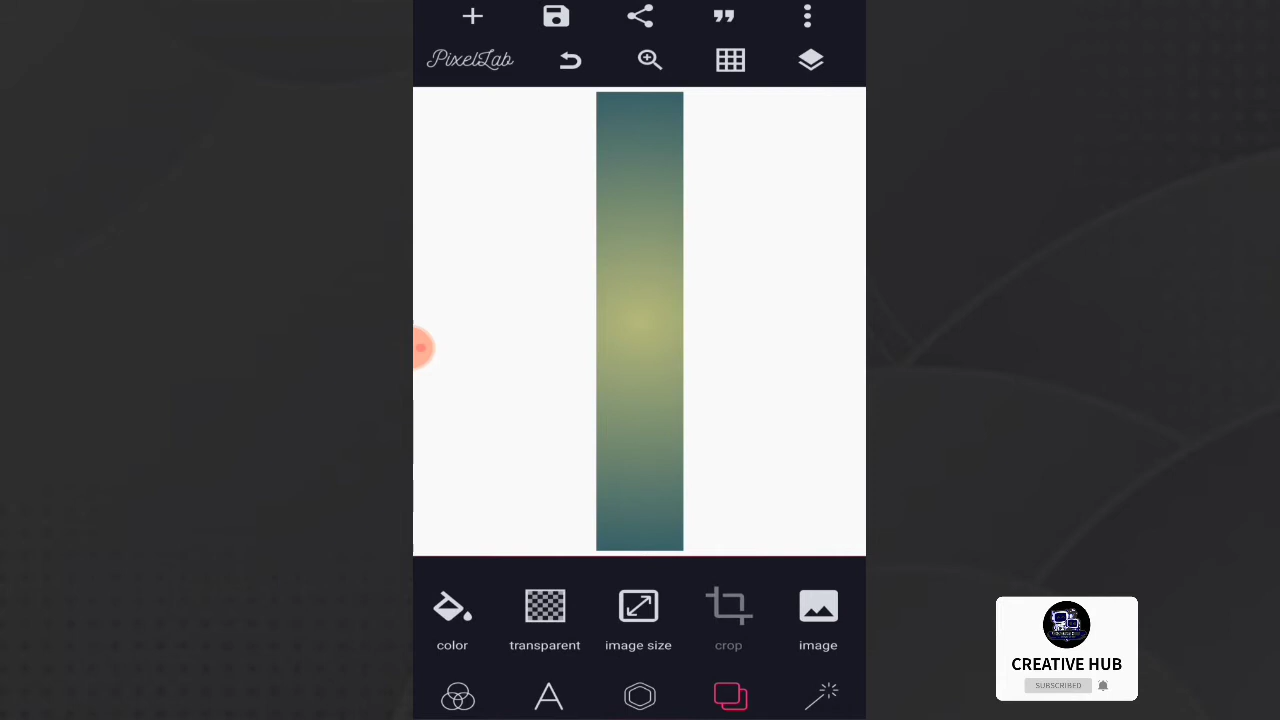 PixelLab
color transparent image size crop image
CREATIVE HUB
SUBSCRIBED